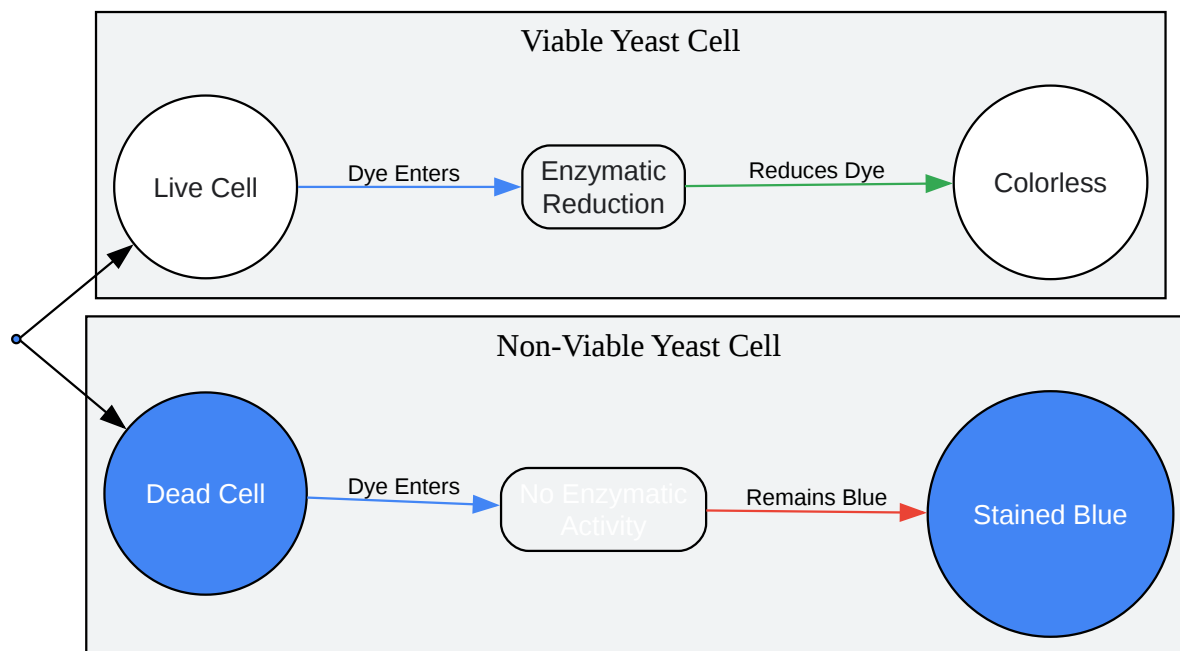 Viable Yeast Cell
Live Cell
Dye Enters
Enzymatic
Reduction
Reduces Dye
Colorless
Non-Viable Yeast Cell
Dead Cell
Dye Enters
No Enzymatic
Activity
Remains Blue
Stained Blue